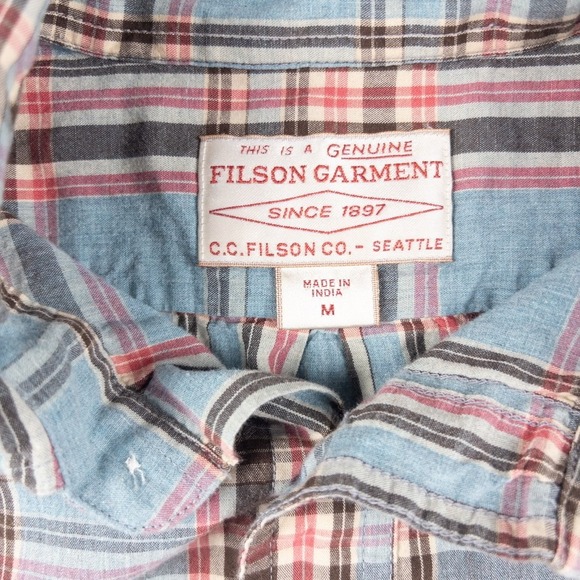 THIS IS A GENUINE
FILSON GARMENT
SINCE 1897
C.C.FILSON CO. - SEATTLE
MADE IN
INDIA
M